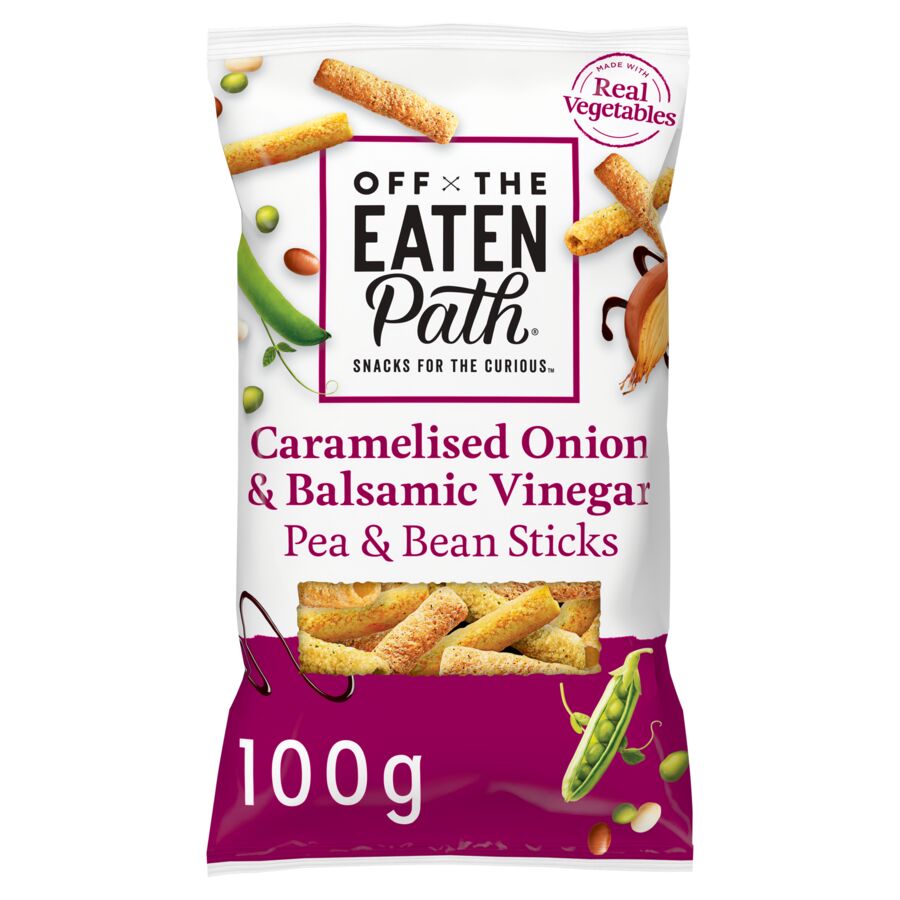 MADE WITH
Real
Vegetables
OFF × THE
EATEN
Path®
SNACKS FOR THE CURIOUS™
Caramelised Onion
& Balsamic Vinegar
Pea & Bean Sticks
100g